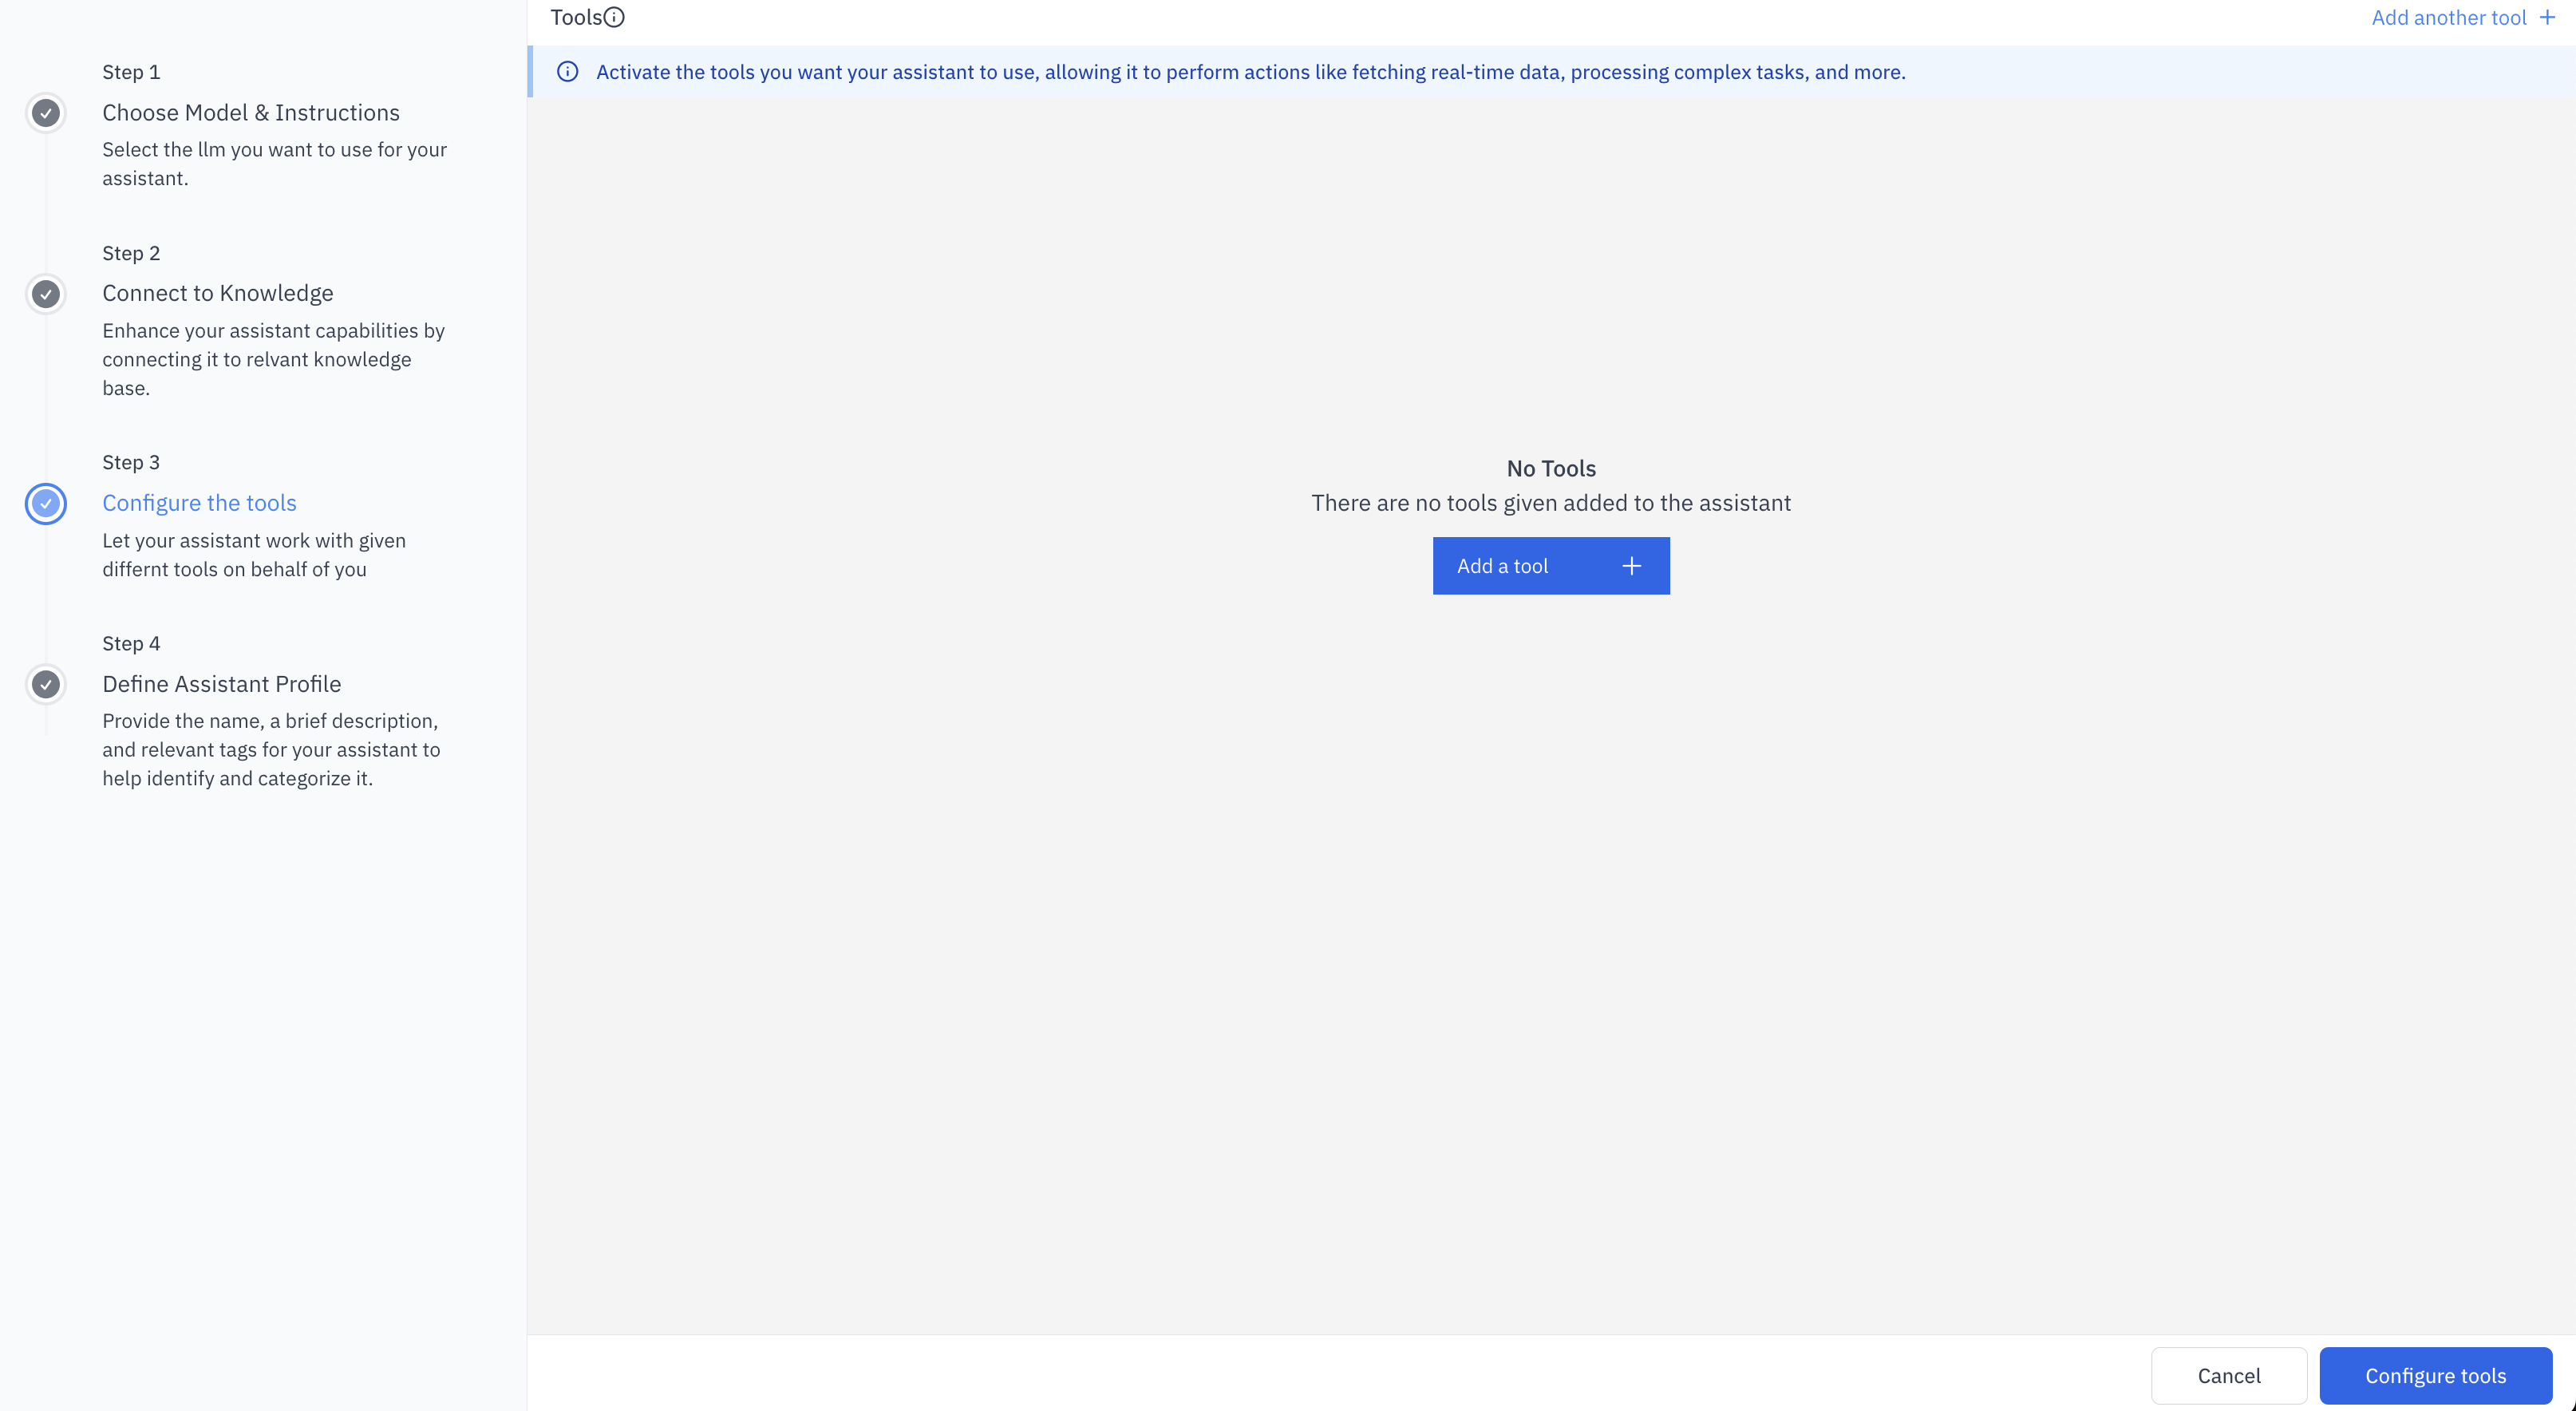 Step 1
Choose Model & Instructions
Select the llm you want to use for your
assistant.
Step 2
Connect to Knowledge
Enhance your assistant capabilities by
connecting it to relvant knowledge
base.
Step 3
Configure the tools
Let your assistant work with given
differnt tools on behalf of you
Step 4
Define Assistant Profile
Provide the name, a brief description,
and relevant tags for your assistant to
help identify and categorize it.
Tools
Add another tool
Activate the tools you want your assistant to use, allowing it to perform actions like fetching real-time data, processing complex tasks, and more.
No Tools
There are no tools given added to the assistant
Add a tool
Cancel
Configure tools